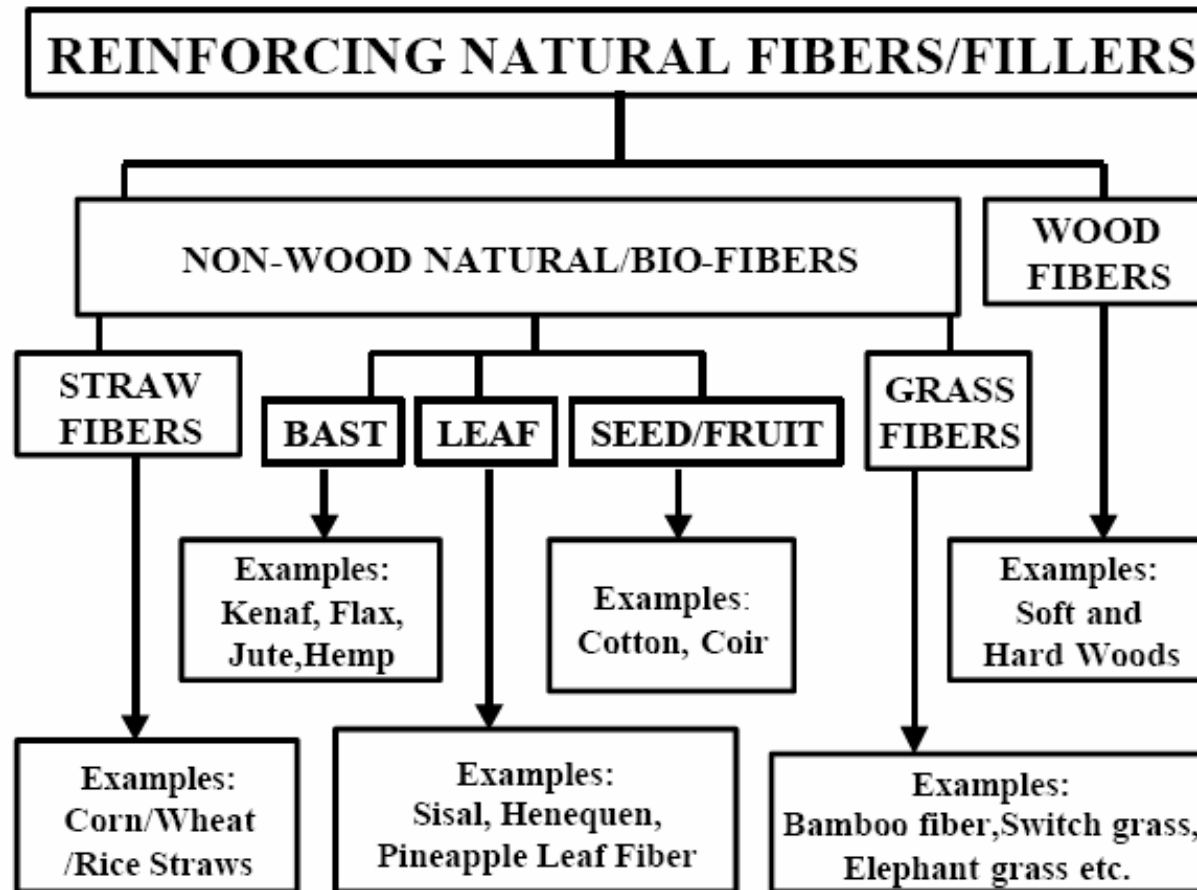 REINFORCING NATURAL FIBERS/FILLERS
NON-WOOD NATURAL/BIO-FIBERS
WOOD
FIBERS
STRAW
FIBERS
BAST
LEAF
SEED/FRUIT
GRASS
FIBERS
Examples:
Kenaf, Flax,
Jute,Hemp
Examples:
Cotton, Coir
Examples:
Soft and
Hard Woods
Examples:
Corn/Wheat
/Rice Straws
Examples:
Sisal, Henequen,
Pineapple Leaf Fiber
Examples:
Bamboo fiber,Switch grass,
Elephant grass etc.